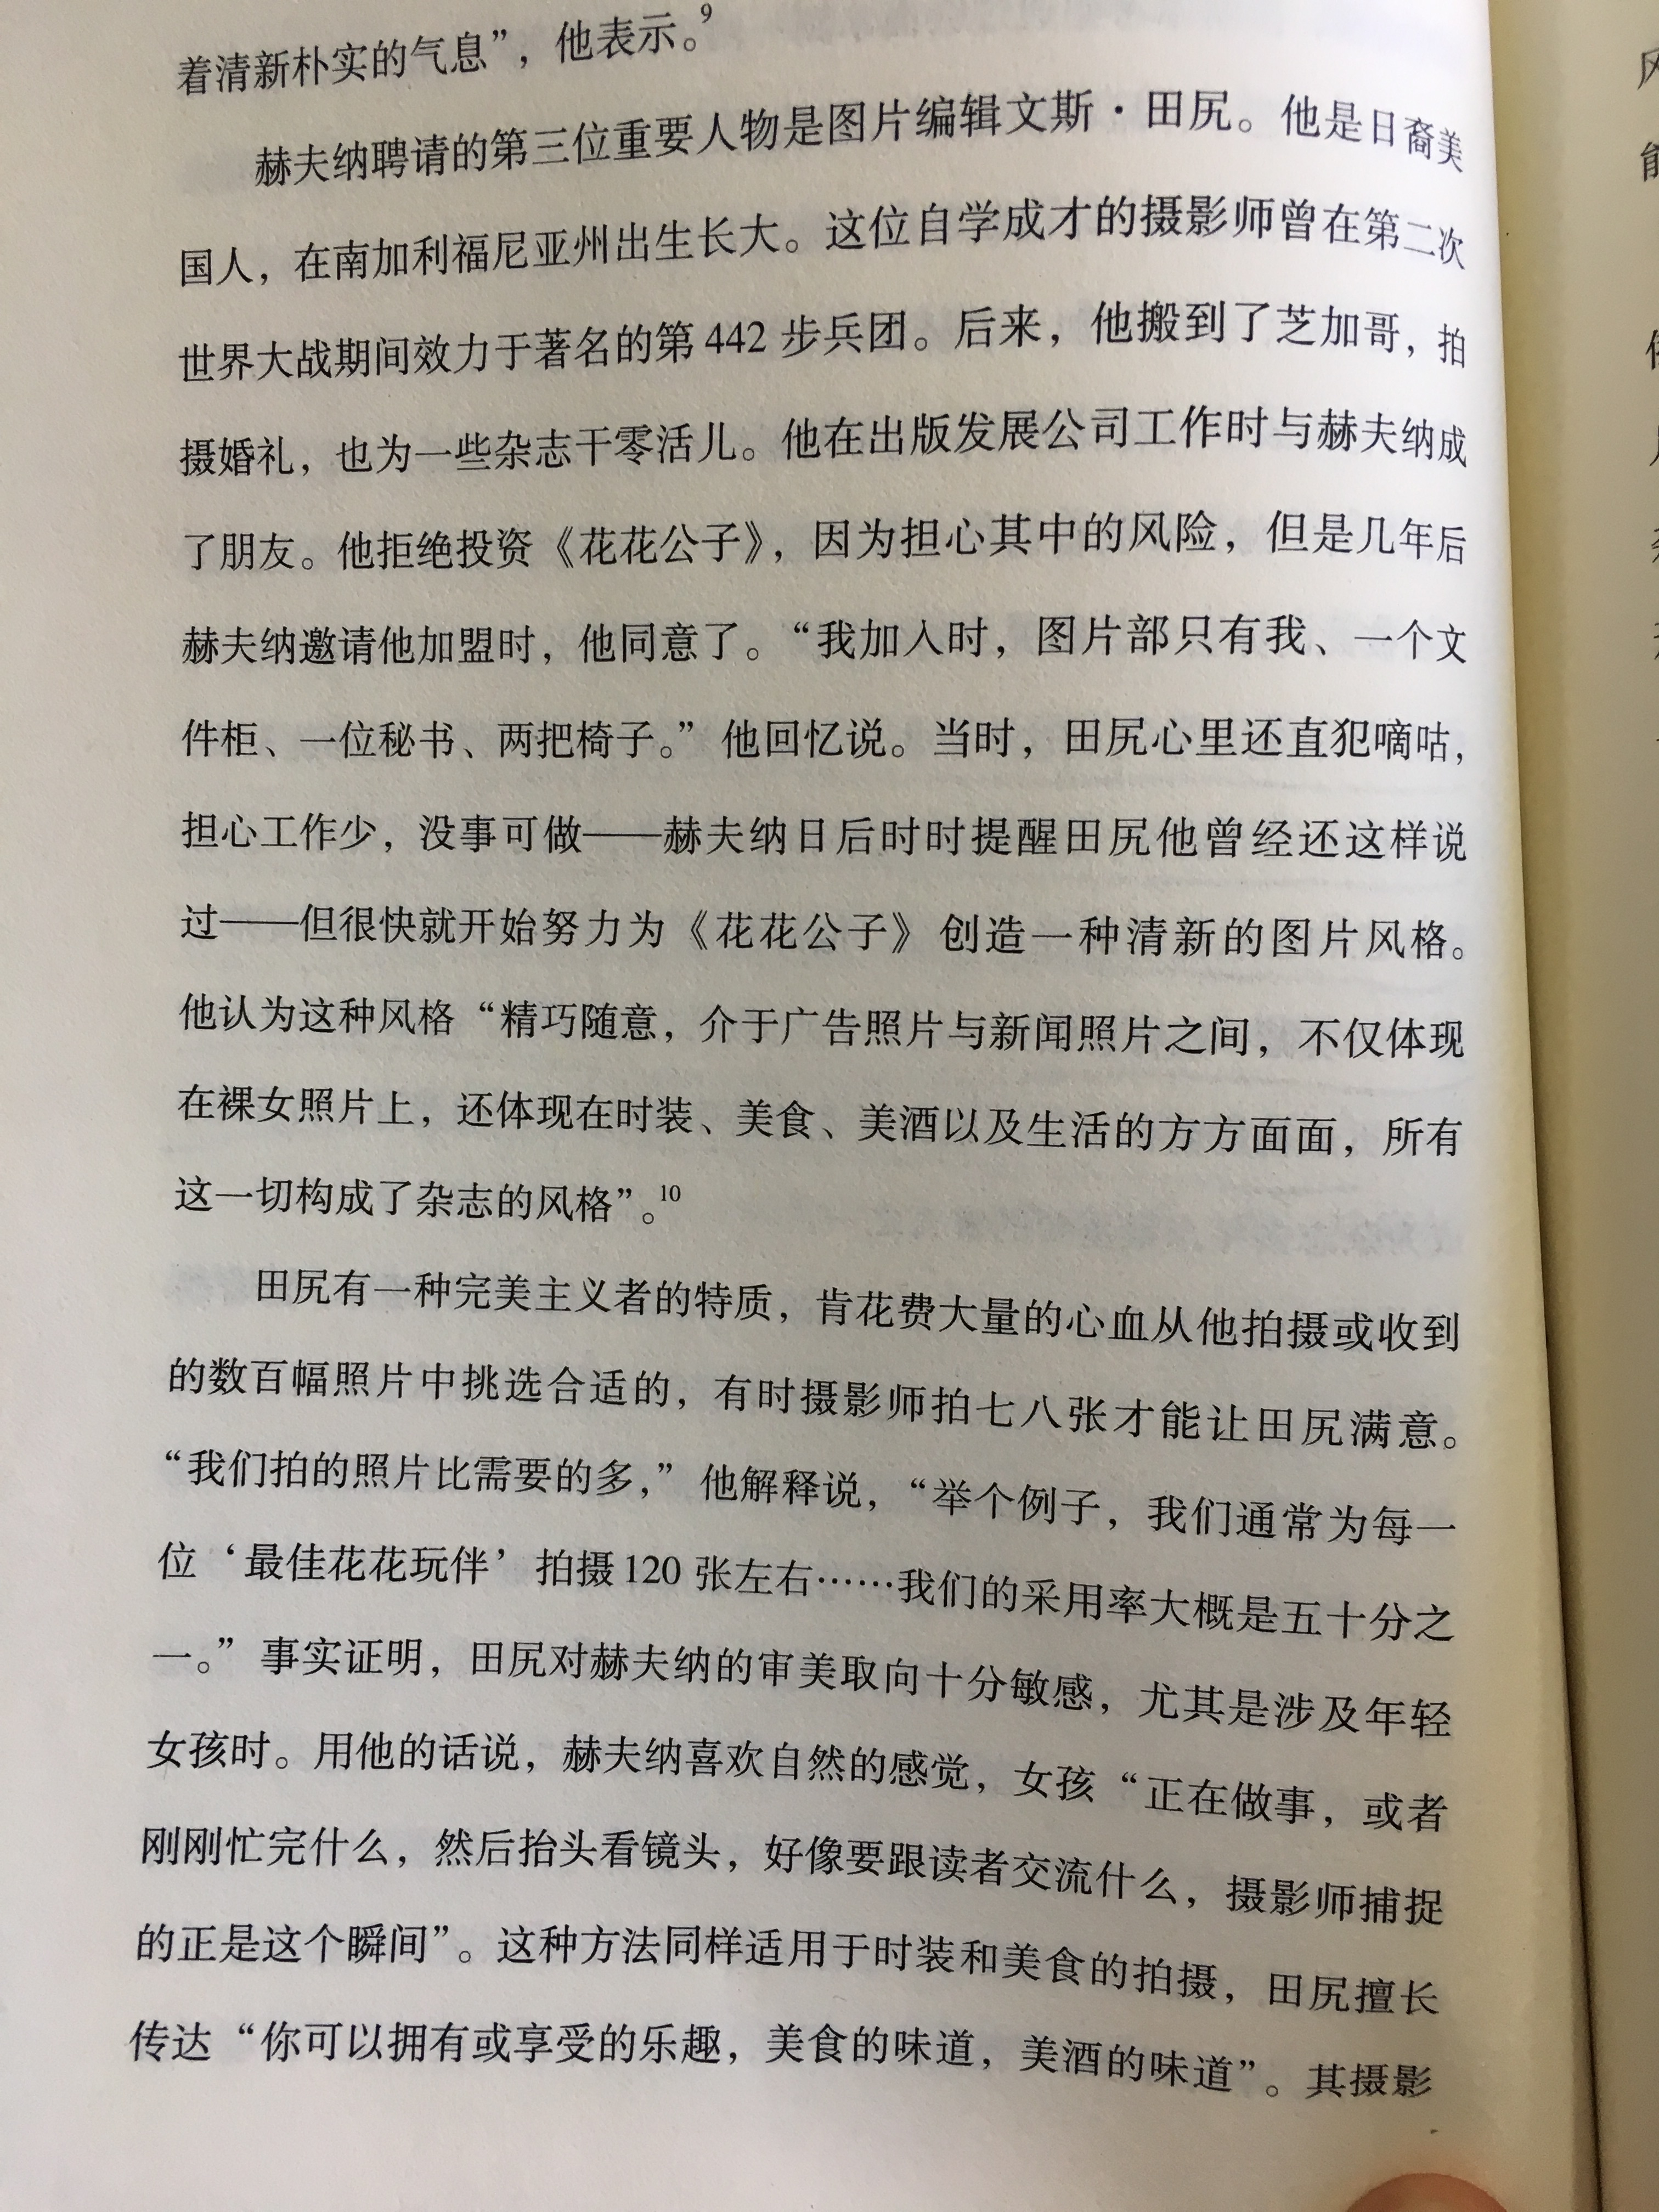 着清新朴实的气息”，他表示。9
赫夫纳聘请的第三位重要人物是图片编辑文斯·田尻。他是日裔美
国人，在南加利福尼亚州出生长大。这位自学成才的摄影师曾在第二次
世界大战期间效力于著名的第442步兵团。后来，他搬到了芝加哥，拍
摄婚礼，也为一些杂志干零活儿。他在出版发展公司工作时与赫夫纳成
了朋友。他拒绝投资《花花公子》，因为担心其中的风险，但是几年后
赫夫纳邀请他加盟时，他同意了。“我加入时，图片部只有我、一个文
件柜、一位秘书、两把椅子。”他回忆说。当时，田尻心里还直犯嘀咕，
担心工作少，没事可做——赫夫纳日后时时提醒田尻他曾经还这样说
过——但很快就开始努力为《花花公子》创造一种清新的图片风格。
他认为这种风格“精巧随意，介于广告照片与新闻照片之间，不仅体现
在裸女照片上，还体现在时装、美食、美酒以及生活的方方面面，所有
这一切构成了杂志的风格”。10
田尻有一种完美主义者的特质，肯花费大量的心血从他拍摄或收到
的数百幅照片中挑选合适的，有时摄影师拍七八张才能让田尻满意。
“我们拍的照片比需要的多，”他解释说，“举个例子，我们通常为每一
位‘最佳花花玩伴’拍摄120张左右……我们的采用率大概是五十分之
一。”事实证明，田尻对赫夫纳的审美取向十分敏感，尤其是涉及年轻
女孩时。用他的话说，赫夫纳喜欢自然的感觉，女孩“正在做事，或者
刚刚忙完什么，然后抬头看镜头，好像要跟读者交流什么，摄影师捕捉
的正是这个瞬间”。这种方法同样适用于时装和美食的拍摄，田尻擅长
传达“你可以拥有或享受的乐趣，美食的味道，美酒的味道”。其摄影